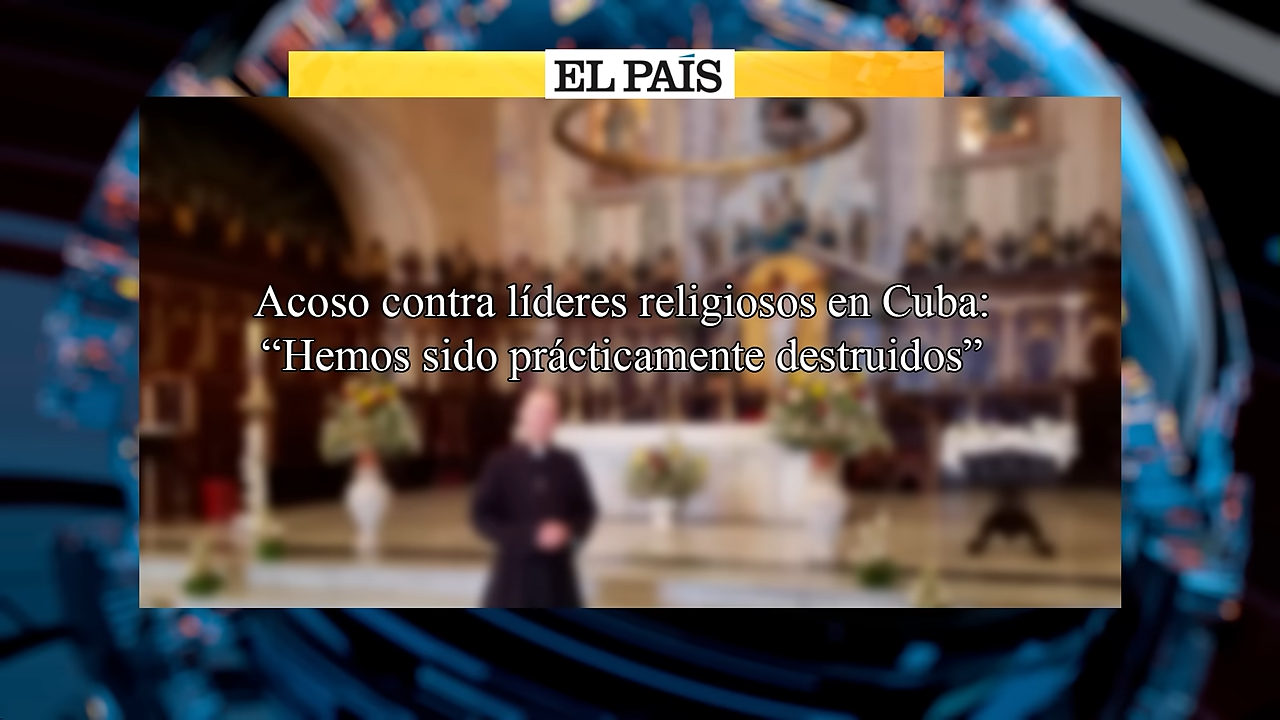 EL PAÍS
Acoso contra líderes religiosos en Cuba:
“Hemos sido prácticamente destruidos”